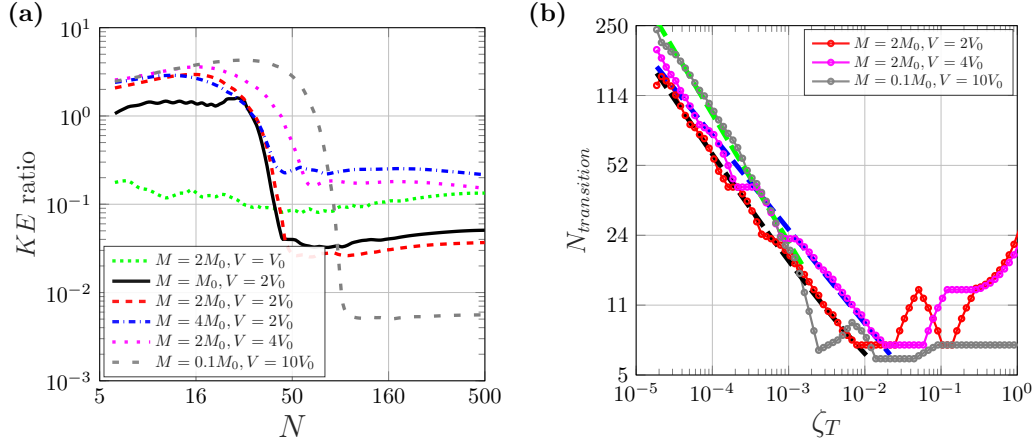 (a)
KE ratio
10^1
10^0
10^−1
10^−2
10^−3
M = 2M_0, V = V_0
M = M_0, V = 2V_0
M = 2M_0, V = 2V_0
M = 4M_0, V = 2V_0
M = 2M_0, V = 4V_0
M = 0.1M_0, V = 10V_0
5 16 50 160 500
N
(b)
N_transition
250
114
52
24
11
5
M = 2M_0, V = 2V_0
M = 2M_0, V = 4V_0
M = 0.1M_0, V = 10V_0
10^−5 10^−4 10^−3 10^−2 10^−1 10^0
ζ_T